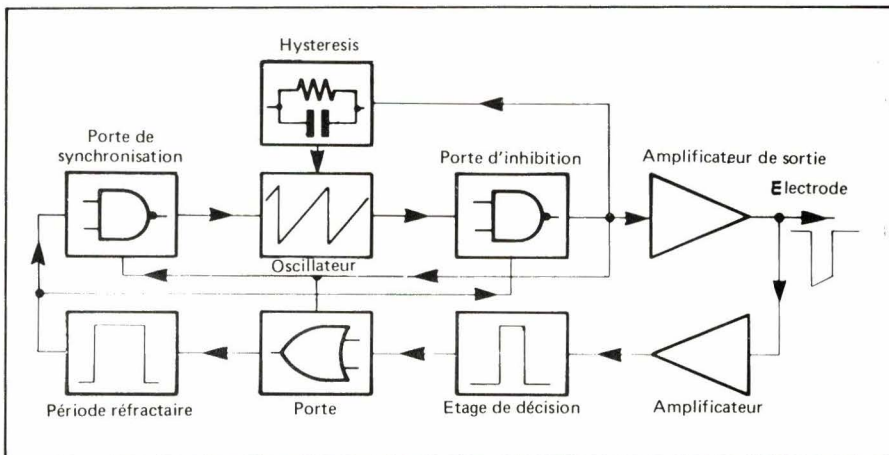 Hysteresis
Porte de
synchronisation
Porte d'inhibition
Amplificateur de sortie
Electrode
Oscillateur
Période réfractaire
Porte
Etage de décision
Amplificateur